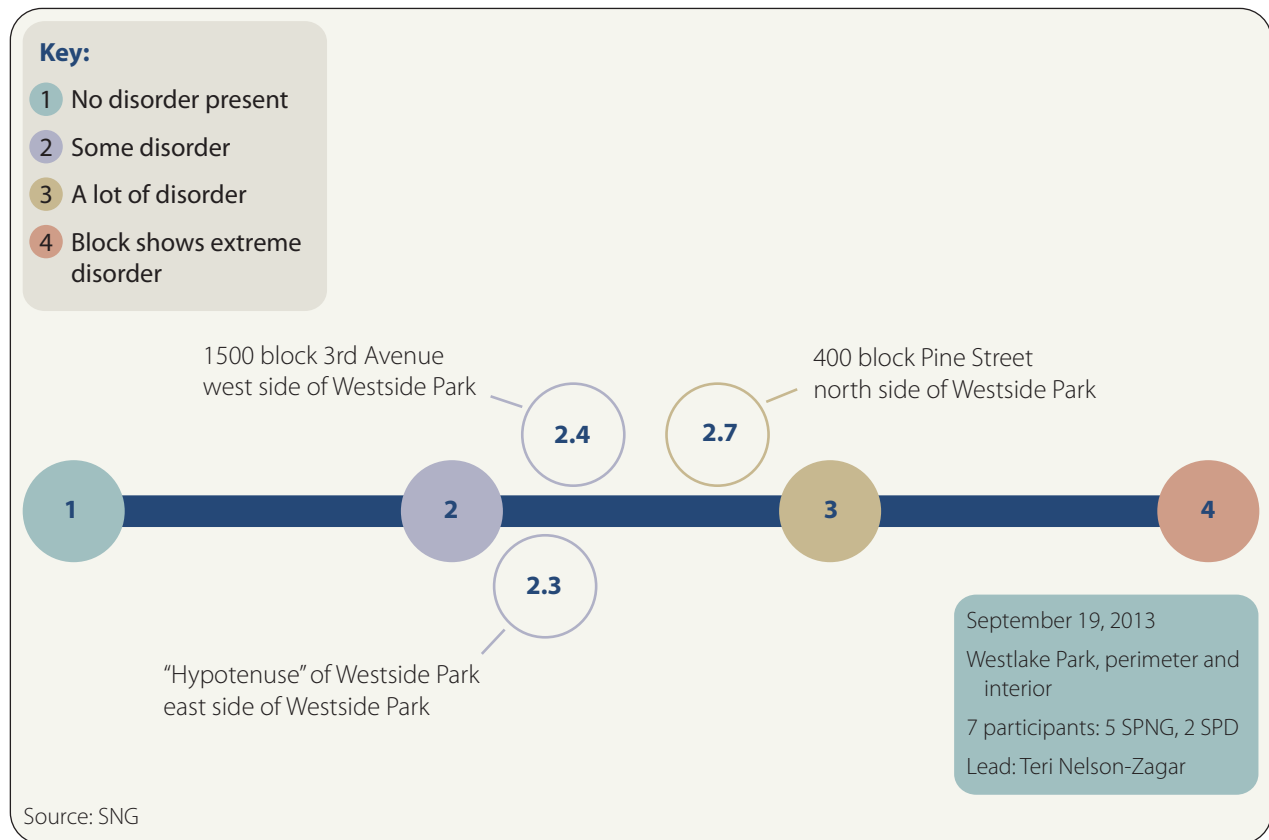 Key:
1 No disorder present
2 Some disorder
3 A lot of disorder
4 Block shows extreme
disorder
1500 block 3rd Avenue
west side of Westside Park
400 block Pine Street
north side of Westside Park
2.4
2.7
1
2
3
4
2.3
“Hypotenuse” of Westside Park
east side of Westside Park
September 19, 2013
Westlake Park, perimeter and
interior
7 participants: 5 SPNG, 2 SPD
Lead: Teri Nelson-Zagar
Source: SNG